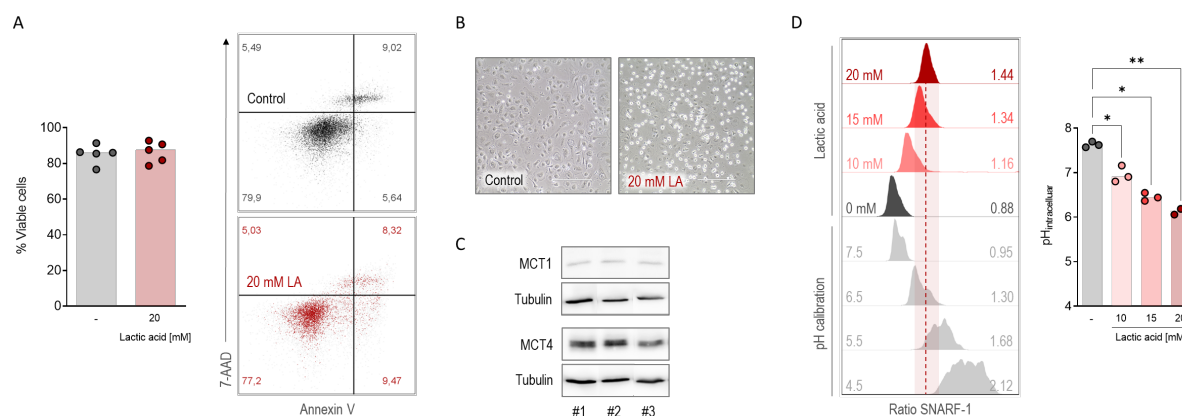 A
100
80
60
40
20
0
% Viable cells
-
20
Lactic acid [mM]
5,49
9,02
Control
79,9
5,64
5,03
8,32
20 mM LA
77,2
9,47
7-AAD
Annexin V
B
Control
20 mM LA
C
MCT1
Tubulin
MCT4
Tubulin
#1 #2 #3
D
Lactic acid
20 mM 1.44
15 mM 1.34
10 mM 1.16
0 mM 0.88
pH calibration
7.5 0.95
6.5 1.30
5.5 1.68
4.5 2.12
Ratio SNARF-1
**
*
*
8
7
6
5
4
pHintracelluar
- 10 15 20
Lactic acid [mM]